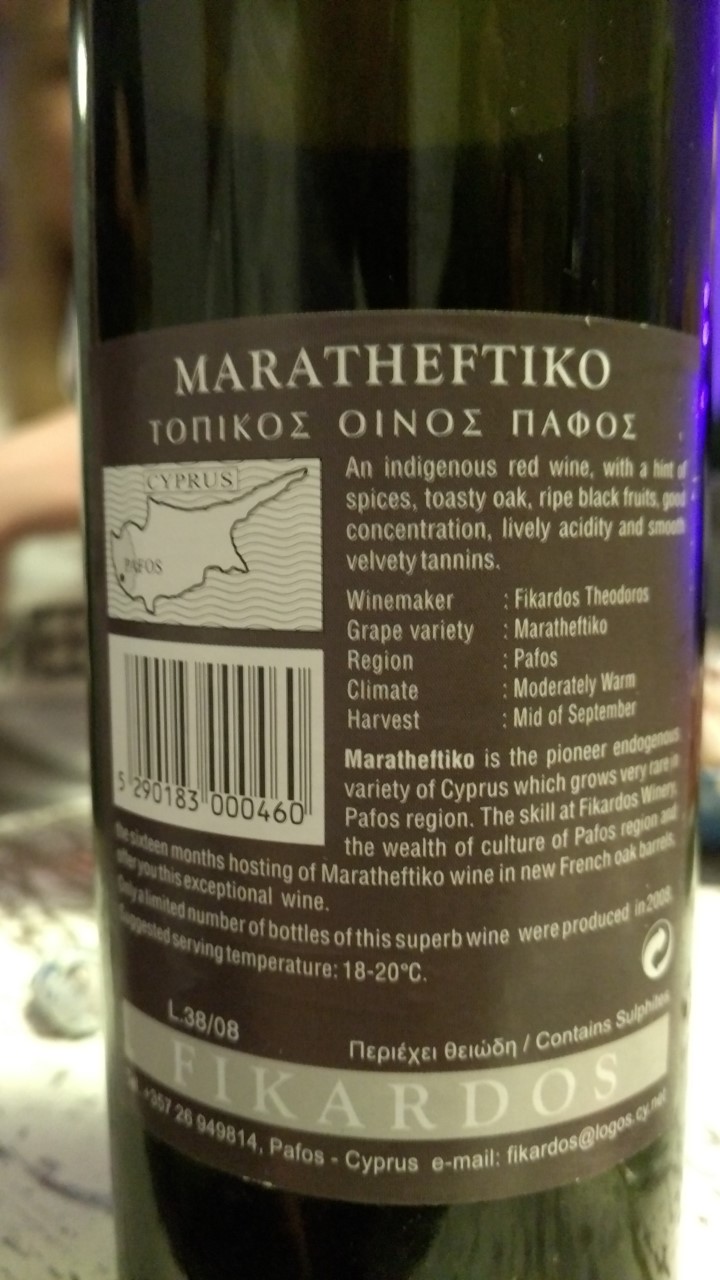 MARATHEFTIKO
ΤΟΠΙΚΟΣ ΟΙΝΟΣ ΠΑΦΟΣ
CYPRUS
PAFOS
An indigenous red wine, with a hint of
spices, toasty oak, ripe black fruits, good
concentration, lively acidity and smooth
velvety tannins.
Winemaker : Fikardos Theodoros
Grape variety : Maratheftiko
Region : Pafos
Climate : Moderately Warm
Harvest : Mid of September
5 290183 000460
Maratheftiko is the pioneer endogenous
variety of Cyprus which grows very rare in
Pafos region. The skill at Fikardos Winery,
the wealth of culture of Pafos region and
the sixteen months hosting of Maratheftiko wine in new French oak barrels,
offer you this exceptional wine.
Only a limited number of bottles of this superb wine were produced in 2008.
Suggested serving temperature: 18-20°C.
L.38/08
Περιέχει θειώδη / Contains Sulphites
FIKARDOS
+357 26 949814, Pafos - Cyprus e-mail: fikardos@logos.cy.net